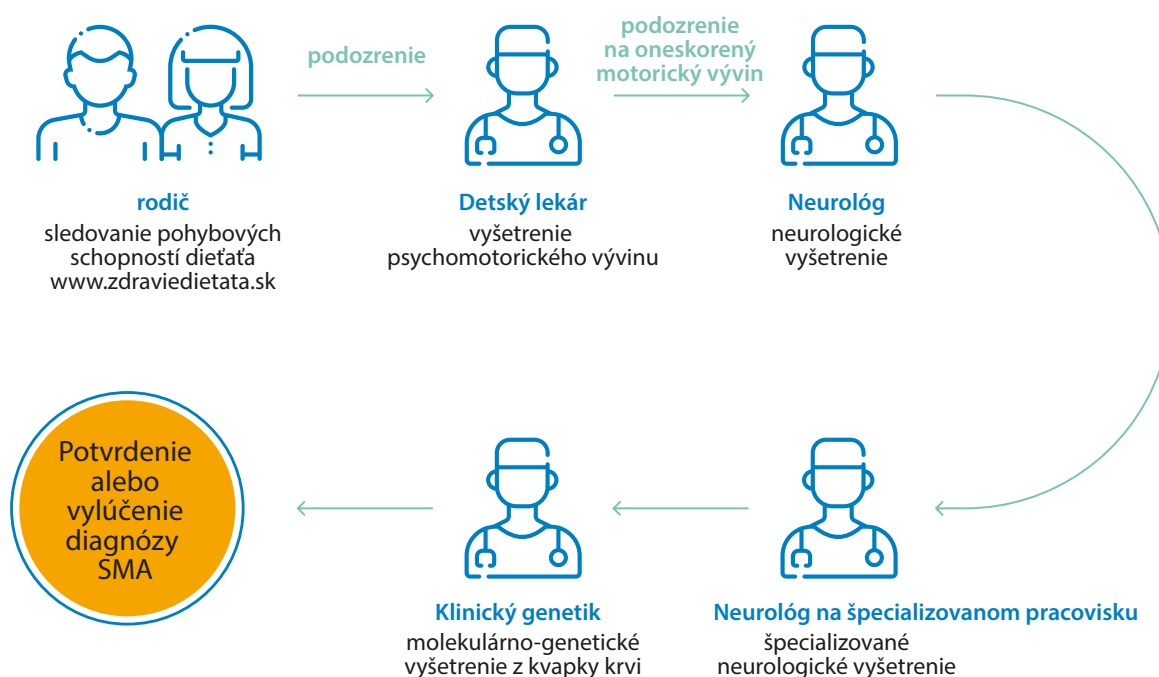 podozrenie
podozrenie
na oneskorený
motorický vývin
rodič
sledovanie pohybových
schopností dieťaťa
www.zdraviedietata.sk
Detský lekár
vyšetrenie
psychomotorického vývinu
Neurológ
neurologické
vyšetrenie
Potvrdenie
alebo
vylúčenie
diagnózy
SMA
Klinický genetik
molekulárno-genetické
vyšetrenie z kvapky krvi
Neurológ na špecializovanom pracovisku
špecializované
neurologické vyšetrenie